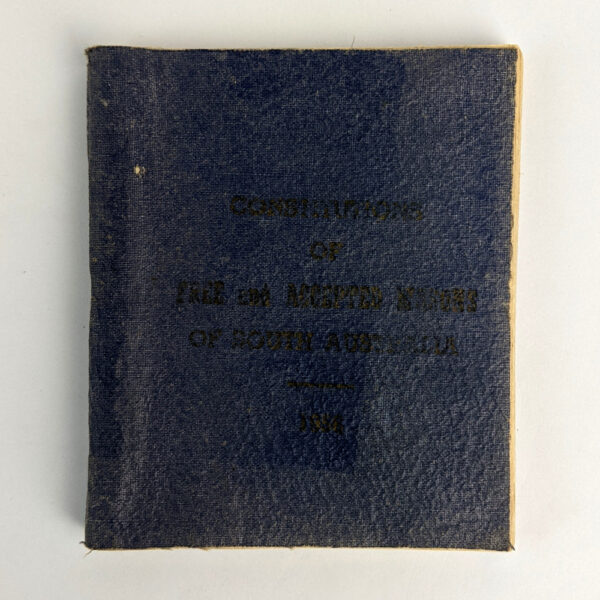 CONSTITUTIONS
OF
FREE AND ACCEPTED MASONS
OF SOUTH AUSTRALIA